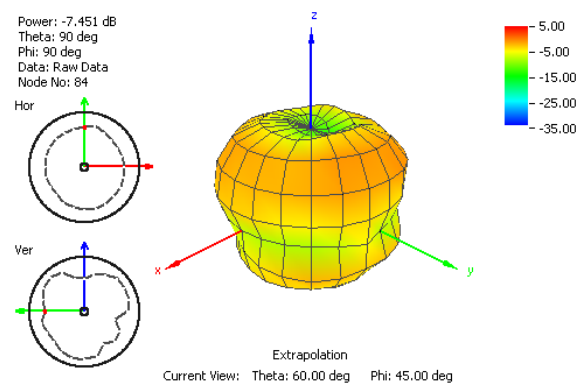 Power: -7.451 dB
Theta: 90 deg
Phi: 90 deg
Data: Raw Data
Node No: 84
Hor
Ver
z
x
y
5.00
-5.00
-15.00
-25.00
-35.00
Extrapolation
Current View: Theta: 60.00 deg Phi: 45.00 deg